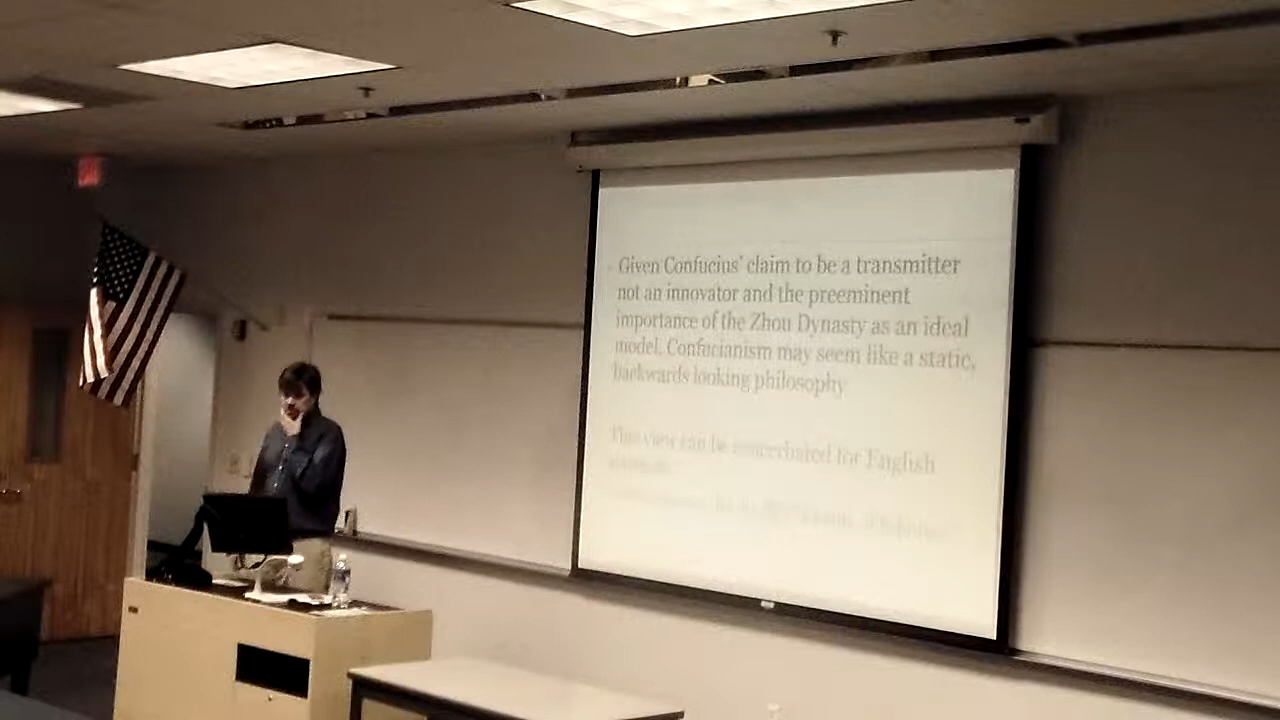 Given Confucius' claim to be a transmitter
not an innovator and the preeminent
importance of the Zhou Dynasty as an ideal
model, Confucianism may seem like a static,
backwards looking philosophy
This view can be exacerbated for English